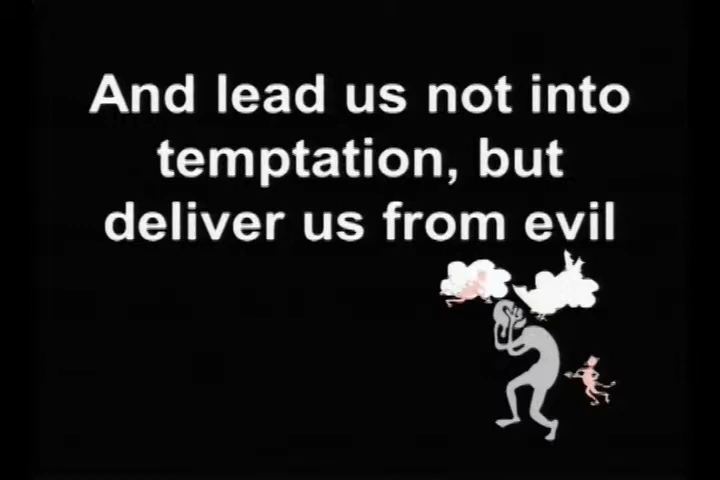 And lead us not into
temptation, but
deliver us from evil